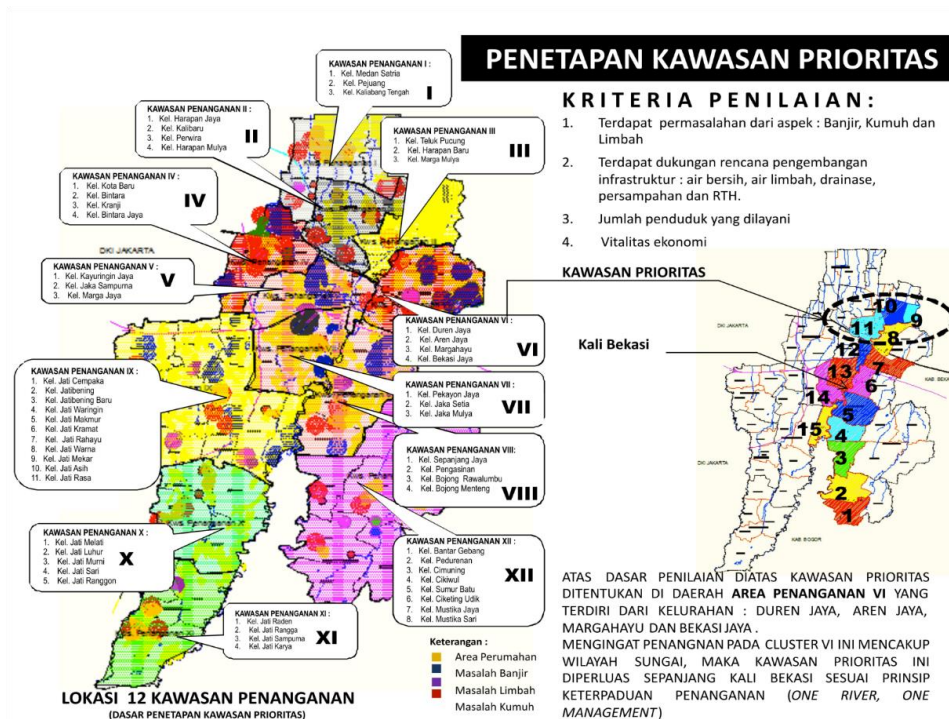 PENETAPAN KAWASAN PRIORITAS
KAWASAN PENANGANAN I :
1. Kel. Medan Satria
2. Kel. Pejuang
3. Kel. Kaliabang Tengah
I
KAWASAN PENANGANAN II :
1. Kel. Harapan Jaya
2. Kel. Kalibaru
3. Kel. Perwira
4. Kel. Harapan Mulya
II
KAWASAN PENANGANAN III
1. Kel. Teluk Pucung
2. Kel. Harapan Baru
3. Kel. Marga Mulya
III
KAWASAN PENANGANAN IV :
1. Kel. Kota Baru
2. Kel. Bintara
3. Kel. Kranji
4. Kel. Bintara Jaya
IV
DKI JAKARTA
KAWASAN PENANGANAN V :
1. Kel. Kayuringin Jaya
2. Kel. Jaka Sampurna
3. Kel. Marga Jaya
V
KAWASAN PENANGANAN VI :
1. Kel. Duren Jaya
2. Kel. Aren Jaya
3. Kel. Margahayu
4. Kel. Bekasi Jaya
VI
KAWASAN PENANGANAN IX :
1. Kel. Jati Cempaka
2. Kel. Jatibening
3. Kel. Jatibening Baru
4. Kel. Jati Waringin
5. Kel. Jati Makmur
6. Kel. Jati Kramat
7. Kel. Jati Rahayu
8. Kel. Jati Warna
9. Kel. Jati Mekar
10. Kel. Jati Asih
11. Kel. Jati Rasa
IX
KAWASAN PENANGANAN VII :
1. Kel. Pekayon Jaya
2. Kel. Jaka Setia
3. Kel. Jaka Mulya
VII
KAWASAN PENANGANAN VIII:
1. Kel. Sepanjang Jaya
2. Kel. Pengasinan
3. Kel. Bojong Rawalumbu
4. Kel. Bojong Menteng
VIII
KAWASAN PENANGANAN X :
1. Kel. Jati Melati
2. Kel. Jati Luhur
3. Kel. Jati Murni
4. Kel. Jati Sari
5. Kel. Jati Ranggon
X
KAWASAN PENANGANAN XII :
1. Kel. Bantar Gebang
2. Kel. Pedurenan
3. Kel. Cimuning
4. Kel. Cikiwul
5. Kel. Sumur Batu
6. Kel. Ciketing Udik
7. Kel. Mustika Jaya
8. Kel. Mustika Sari
XII
KAWASAN PENANGANAN XI :
1. Kel. Jati Raden
2. Kel. Jati Rangga
3. Kel. Jati Sampurna
4. Kel. Jati Karya
XI
Keterangan :
Area Perumahan
Masalah Banjir
Masalah Limbah
Masalah Kumuh
LOKASI 12 KAWASAN PENANGANAN
(DASAR PENETAPAN KAWASAN PRIORITAS)
KRITERIA PENILAIAN:
1. Terdapat permasalahan dari aspek : Banjir, Kumuh dan
Limbah
2. Terdapat dukungan rencana pengembangan
infrastruktur : air bersih, air limbah, drainase,
persampahan dan RTH.
3. Jumlah penduduk yang dilayani
4. Vitalitas ekonomi
KAWASAN PRIORITAS
Kali Bekasi
DKI JAKARTA
10
9
11
8
12
7
13
6
14
5
15
4
3
2
1
DKI JAKARTA
KAB. BOGOR
ATAS DASAR PENILAIAN DIATAS KAWASAN PRIORITAS
DITENTUKAN DI DAERAH AREA PENANGANAN VI YANG
TERDIRI DARI KELURAHAN : DUREN JAYA, AREN JAYA,
MARGAHAYU DAN BEKASI JAYA .
MENGINGAT PENANGNAN PADA CLUSTER VI INI MENCAKUP
WILAYAH SUNGAI, MAKA KAWASAN PRIORITAS INI
DIPERLUAS SEPANJANG KALI BEKASI SESUAI PRINSIP
KETERPADUAN PENANGANAN (ONE RIVER, ONE
MANAGEMENT)